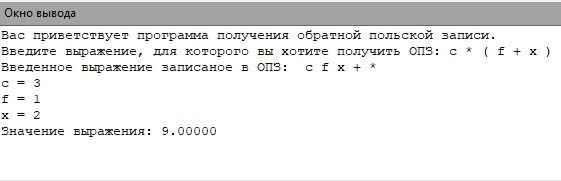 Окно вывода
Вас приветствует программа получения обратной польской записи.
Введите выражение, для которого вы хотите получить ОПЗ: c * ( f + x )
Введенное выражение записаное в ОПЗ:  c f x + *
c = 3
f = 1
x = 2
Значение выражения: 9.00000